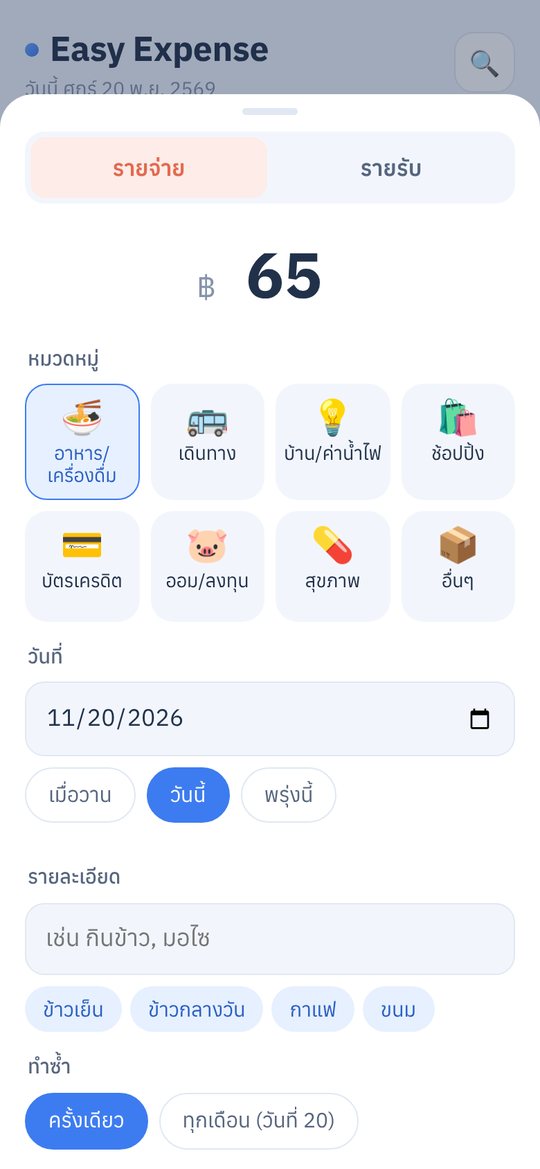 Easy Expense
วันนี้ ศุกร์ 20 พ.ย. 2569
รายจ่าย
รายรับ
฿ 65
หมวดหมู่
อาหาร/
เครื่องดื่ม
เดินทาง
บ้าน/ค่าน้ำไฟ
ช้อปปิ้ง
บัตรเครดิต
ออม/ลงทุน
สุขภาพ
อื่นๆ
วันที่
11/20/2026
เมื่อวาน
วันนี้
พรุ่งนี้
รายละเอียด
เช่น กินข้าว, มอไซ
ข้าวเย็น
ข้าวกลางวัน
กาแฟ
ขนม
ทำซ้ำ
ครั้งเดียว
ทุกเดือน (วันที่ 20)